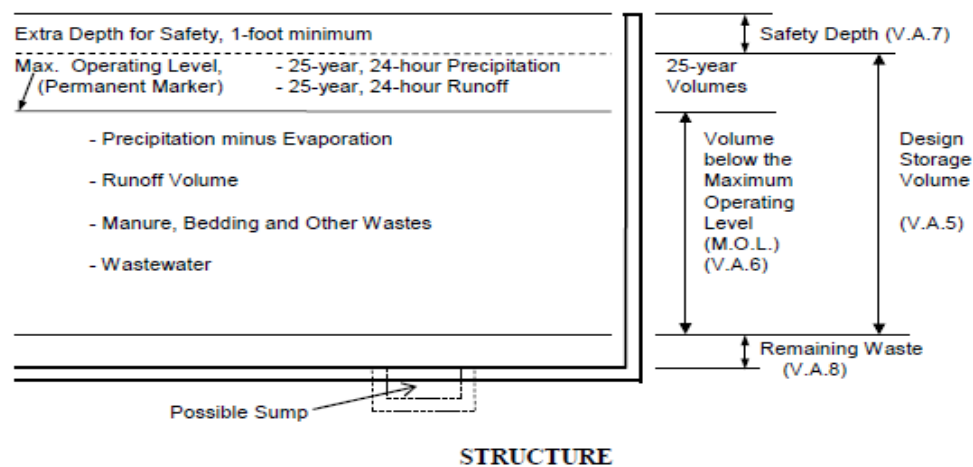 Extra Depth for Safety, 1-foot minimum
Safety Depth (V.A.7)
Max. Operating Level, - 25-year, 24-hour Precipitation
(Permanent Marker) - 25-year, 24-hour Runoff
25-year
Volumes
- Precipitation minus Evaporation
- Runoff Volume
- Manure, Bedding and Other Wastes
- Wastewater
Volume
below the
Maximum
Operating
Level
(M.O.L.)
(V.A.6)
Design
Storage
Volume
(V.A.5)
Remaining Waste
(V.A.8)
Possible Sump
STRUCTURE